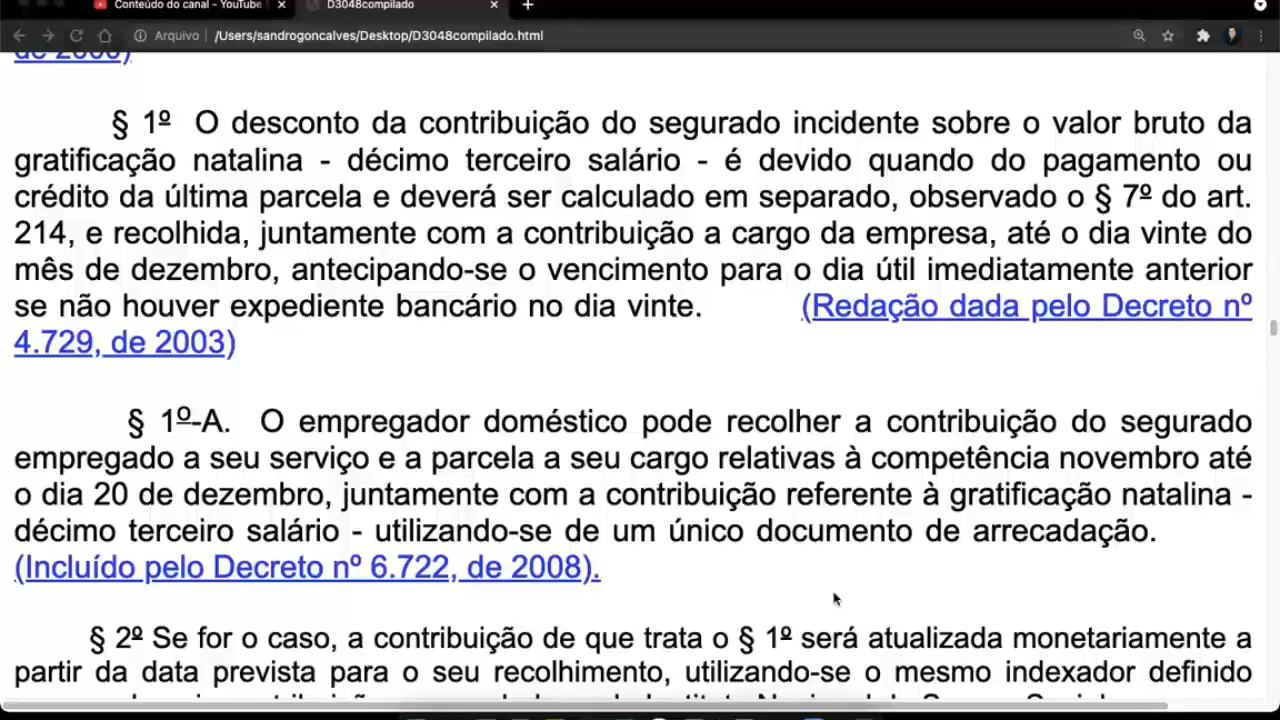 Conteúdo do canal - YouTube
D3048compilado
Arquivo | /Users/sandrogoncalves/Desktop/D3048compilado.html
§ 1º O desconto da contribuição do segurado incidente sobre o valor bruto da
gratificação natalina - décimo terceiro salário - é devido quando do pagamento ou
crédito da última parcela e deverá ser calculado em separado, observado o § 7º do art.
214, e recolhida, juntamente com a contribuição a cargo da empresa, até o dia vinte do
mês de dezembro, antecipando-se o vencimento para o dia útil imediatamente anterior
se não houver expediente bancário no dia vinte. (Redação dada pelo Decreto nº
4.729, de 2003)
§ 1º-A. O empregador doméstico pode recolher a contribuição do segurado
empregado a seu serviço e a parcela a seu cargo relativas à competência novembro até
o dia 20 de dezembro, juntamente com a contribuição referente à gratificação natalina -
décimo terceiro salário - utilizando-se de um único documento de arrecadação.
(Incluído pelo Decreto nº 6.722, de 2008).
§ 2º Se for o caso, a contribuição de que trata o § 1º será atualizada monetariamente a
partir da data prevista para o seu recolhimento, utilizando-se o mesmo indexador definido